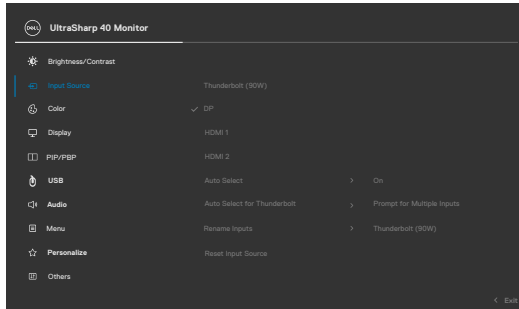 DELL UltraSharp 40 Monitor
Brightness/Contrast
Input Source Thunderbolt (90W)
Color ✓ DP
Display HDMI 1
PIP/PBP HDMI 2
USB Auto Select > On
Audio Auto Select for Thunderbolt > Prompt for Multiple Inputs
Menu Rename Inputs > Thunderbolt (90W)
Personalize Reset Input Source
Others
< Exit